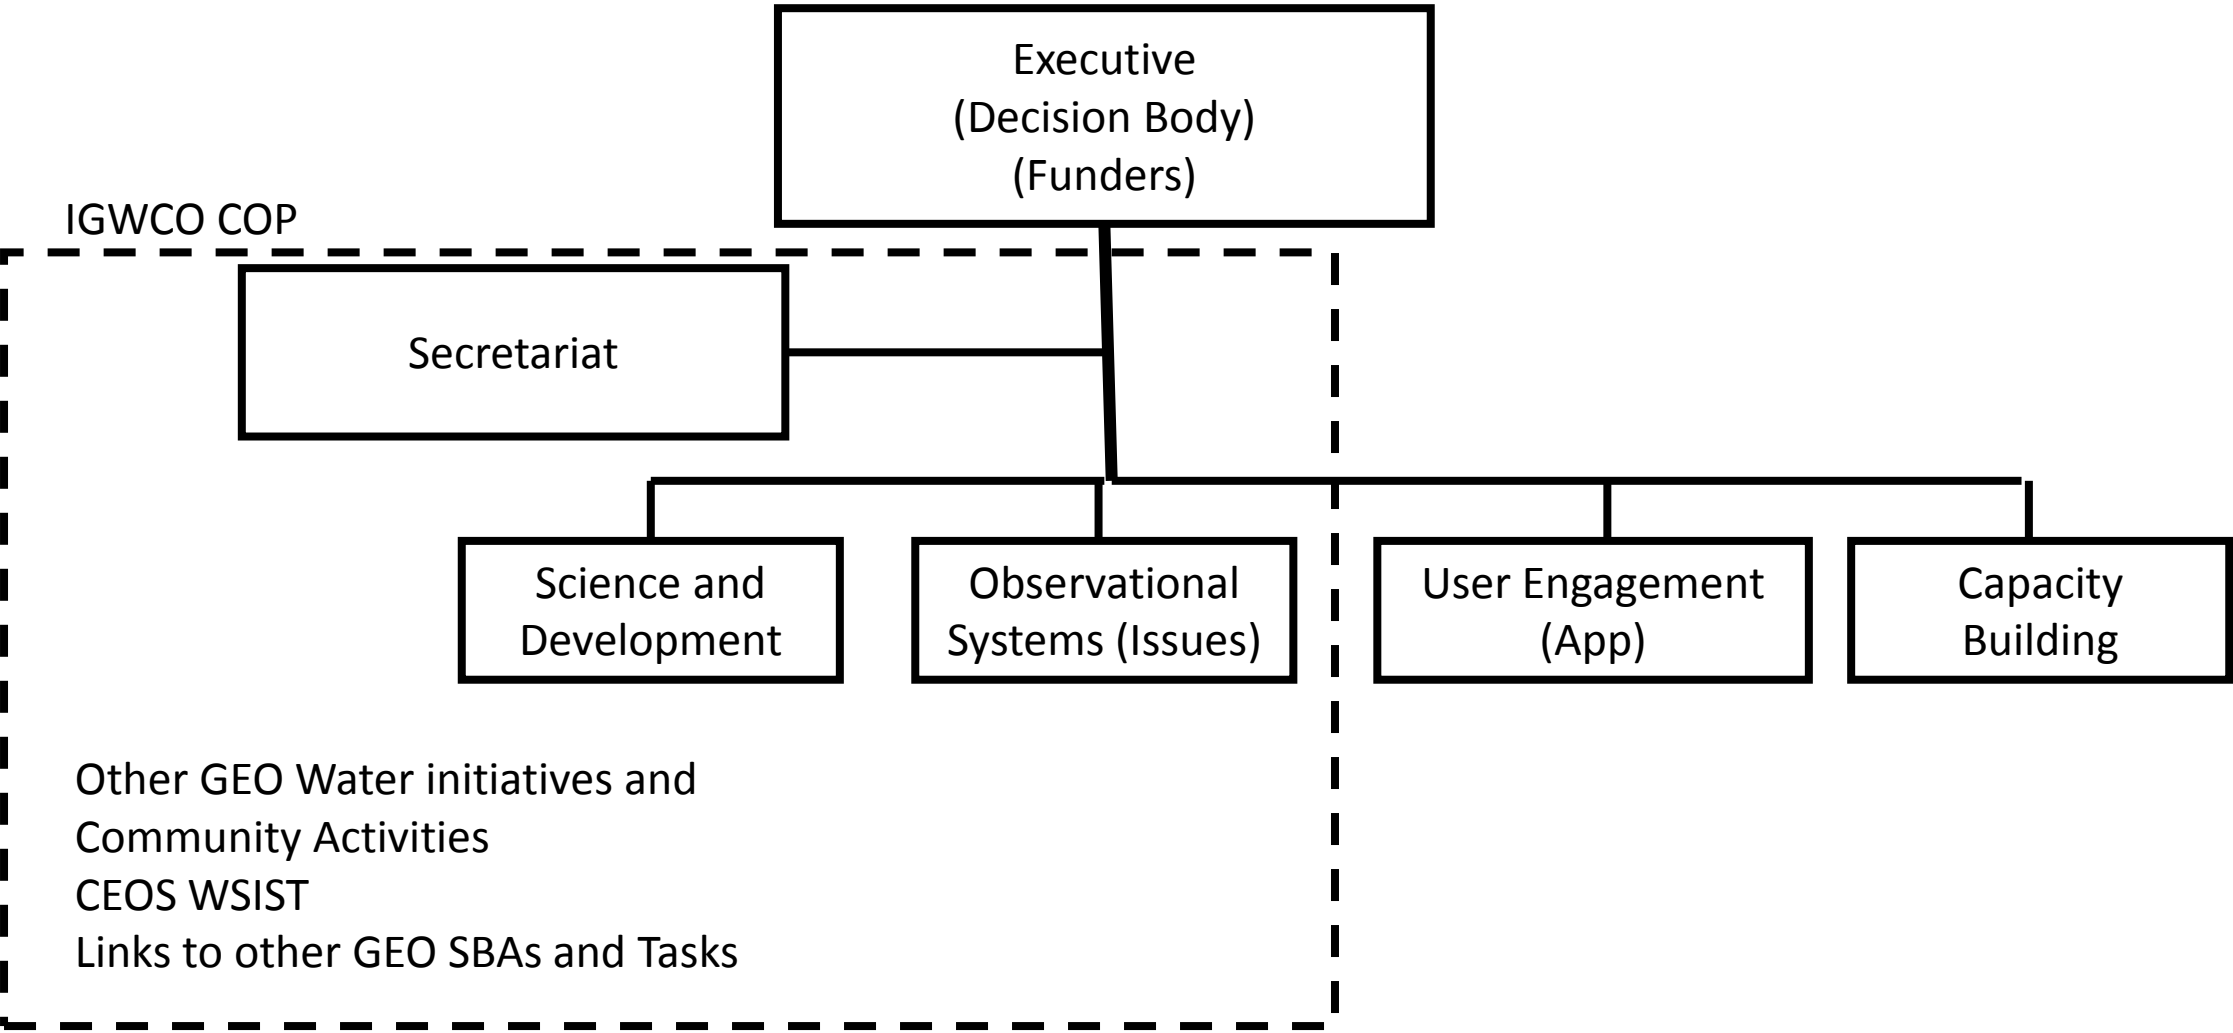 Executive
(Decision Body)
(Funders)
IGWCO COP
Secretariat
Science and
Development
Observational
Systems (Issues)
User Engagement
(App)
Capacity
Building
Other GEO Water initiatives and
Community Activities
CEOS WSIST
Links to other GEO SBAs and Tasks